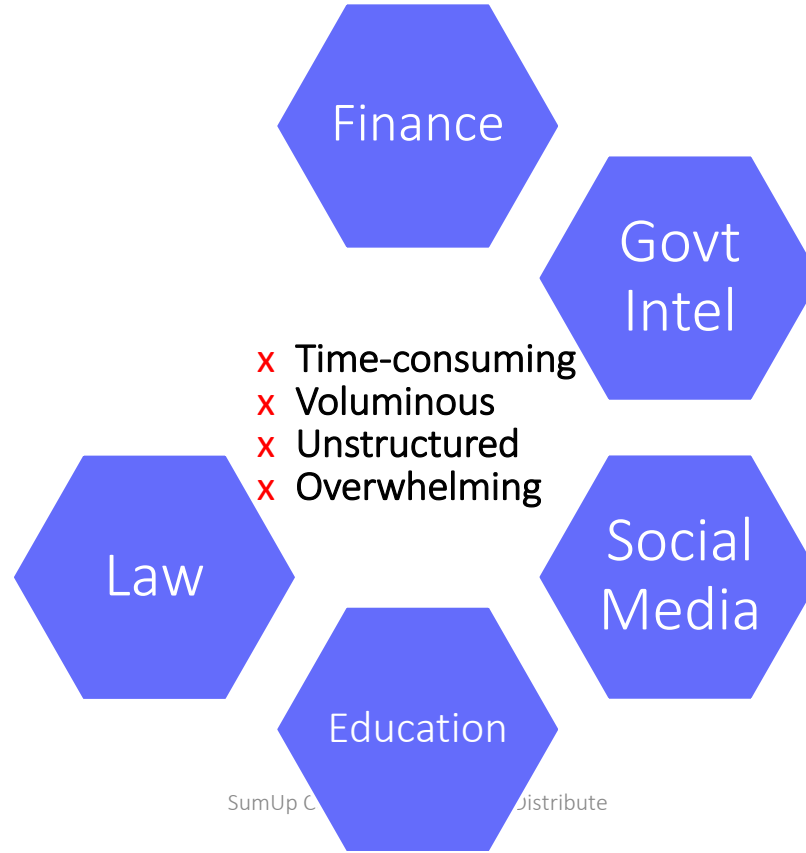 Finance
Govt
Intel
x Time-consuming
x Voluminous
x Unstructured
x Overwhelming
Law
Social
Media
Education
SumUp Distribute